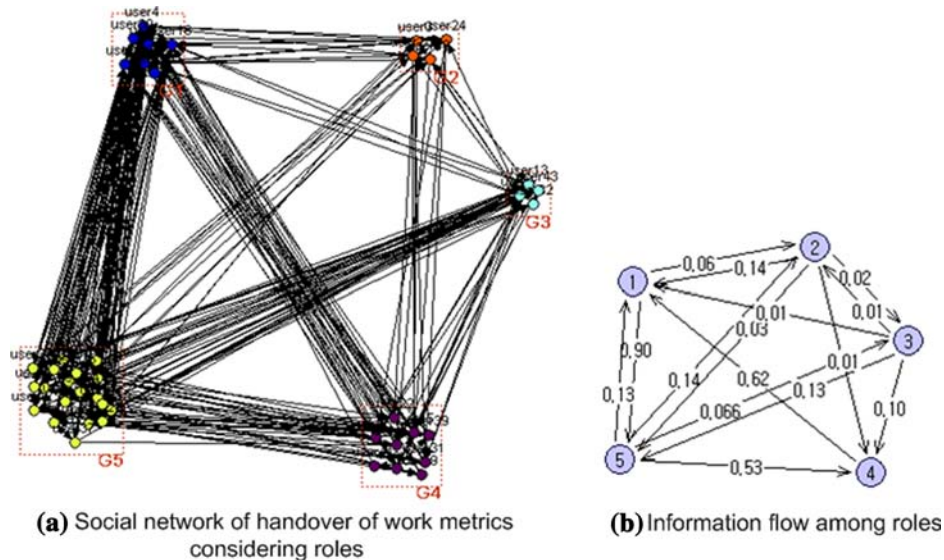 user4
G1
user24
G2
G3
G5
G4
1
2
3
4
5
0,06
0,14
0,02
0,01
0,01
0,90
0,03
0,13
0,14
0,62
0,01
0,066
0,13
0,10
0,53
(a) Social network of handover of work metrics
considering roles
(b) Information flow among roles